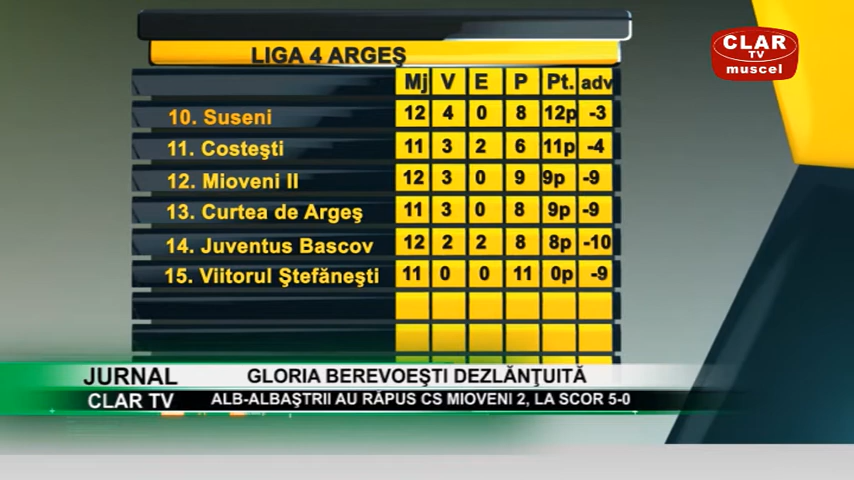 CLAR
TV
muscel
LIGA 4 ARGEŞ
Mj V E P Pt. adv
10. Suseni 12 4 0 8 12p -3
11. Costeşti 11 3 2 6 11p -4
12. Mioveni II 12 3 0 9 9p -9
13. Curtea de Argeş 11 3 0 8 9p -9
14. Juventus Bascov 12 2 2 8 8p -10
15. Viitorul Ştefăneşti 11 0 0 11 0p -9
JURNAL GLORIA BEREVOEŞTI DEZLĂNŢUITĂ
CLAR TV ALB-ALBAŞTRII AU RĂPUS CS MIOVENI 2, LA SCOR 5-0